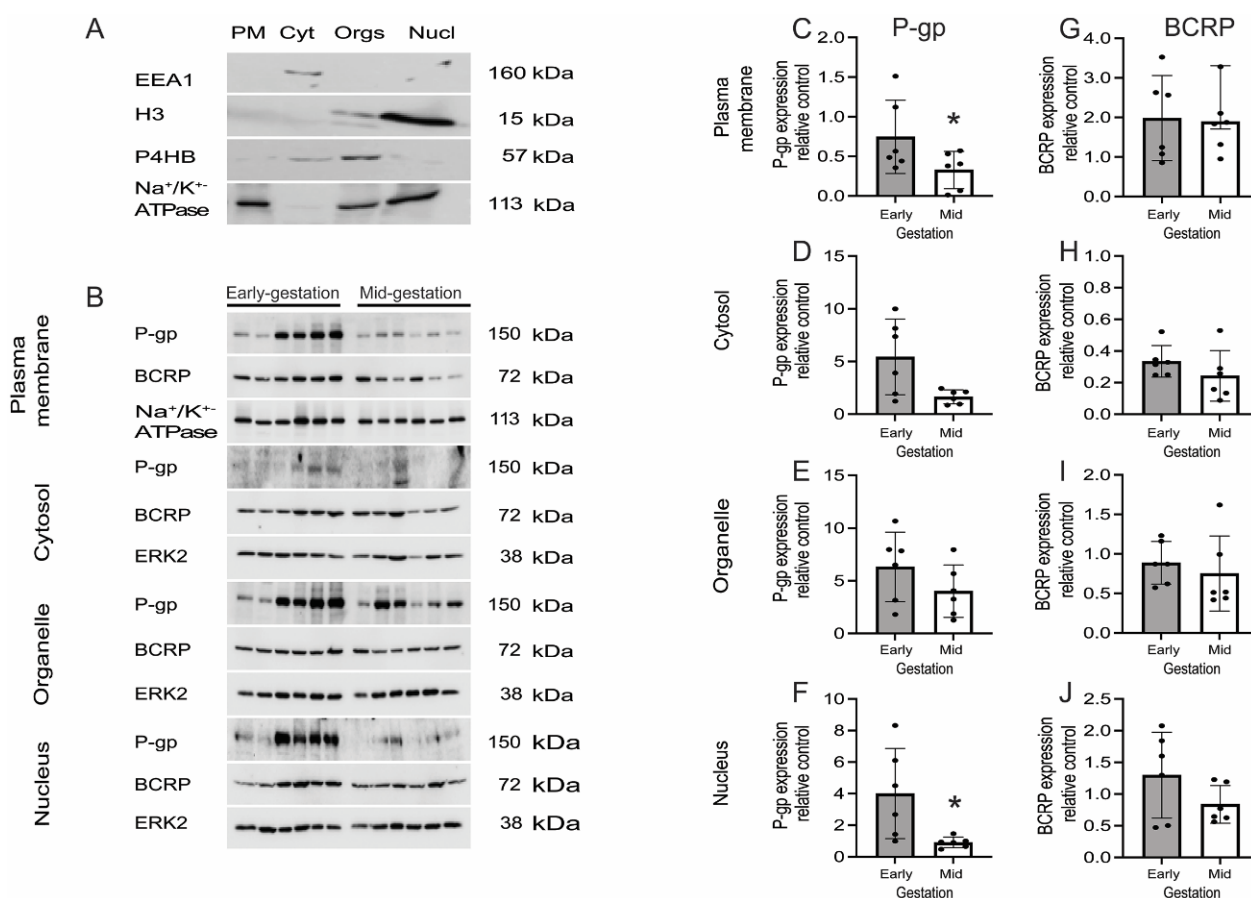 A
PM Cyt Orgs Nucl
EEA1 160 kDa
H3 15 kDa
P4HB 57 kDa
Na⁺/K⁺-
ATPase 113 kDa
B
Early-gestation Mid-gestation
Plasma
membrane
P-gp 150 kDa
BCRP 72 kDa
Na⁺/K⁺-
ATPase 113 kDa
Cytosol
P-gp 150 kDa
BCRP 72 kDa
ERK2 38 kDa
Organelle
P-gp 150 kDa
BCRP 72 kDa
ERK2 38 kDa
Nucleus
P-gp 150 kDa
BCRP 72 kDa
ERK2 38 kDa
P-gp
BCRP
Plasma
membrane
C
P-gp expression
relative control
2.0
1.5
1.0
0.5
0.0
*
Early Mid
Gestation
G
BCRP expression
relative control
4.0
3.0
2.0
1.0
0.0
Early Mid
Gestation
Cytosol
D
P-gp expression
relative control
15
10
5
0
Early Mid
Gestation
H
BCRP expression
relative control
1.0
0.8
0.6
0.4
0.2
0.0
Early Mid
Gestation
Organelle
E
P-gp expression
relative control
15
10
5
0
Early Mid
Gestation
I
BCRP expression
relative control
2.0
1.5
1.0
0.5
0.0
Early Mid
Gestation
Nucleus
F
P-gp expression
relative control
10
8
6
4
2
0
*
Early Mid
Gestation
J
BCRP expression
relative control
2.5
2.0
1.5
1.0
0.5
0.0
Early Mid
Gestation